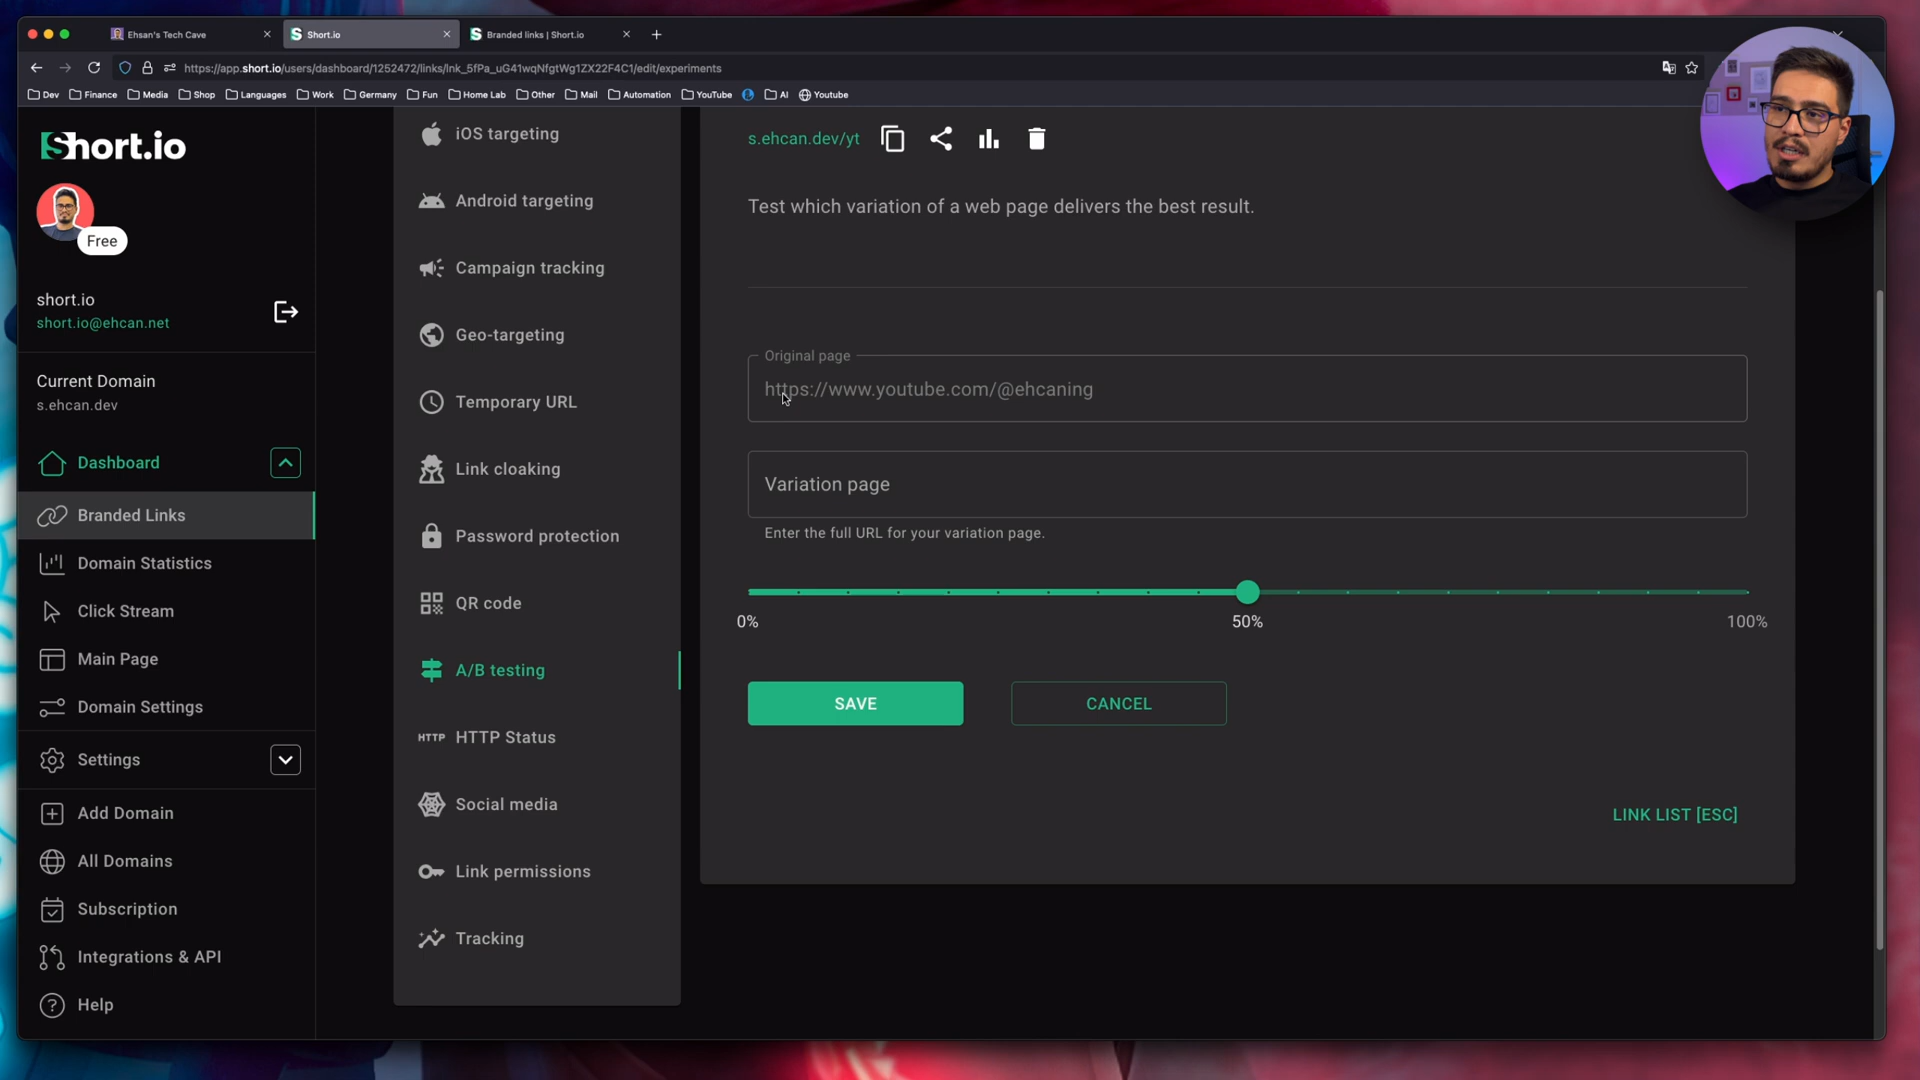 Ehsan's Tech Cave
Short.io
Branded links | Short.io
https://app.short.io/users/dashboard/1252472/links/lnk_5fPa_uG41wqNfgtWg1ZX22F4C1/edit/experiments
Dev
Finance
Media
Shop
Languages
Work
Germany
Fun
Home Lab
Other
Mail
Automation
YouTube
AI
Youtube
Short.io
Free
short.io
short.io@ehcan.net
Current Domain
s.ehcan.dev
Dashboard
Branded Links
Domain Statistics
Click Stream
Main Page
Domain Settings
Settings
Add Domain
All Domains
Subscription
Integrations & API
Help
iOS targeting
Android targeting
Campaign tracking
Geo-targeting
Temporary URL
Link cloaking
Password protection
QR code
A/B testing
HTTP HTTP Status
Social media
Link permissions
Tracking
s.ehcan.dev/yt
Test which variation of a web page delivers the best result.
Original page
https://www.youtube.com/@ehcaning
Variation page
Enter the full URL for your variation page.
0%
50%
100%
SAVE
CANCEL
LINK LIST [ESC]